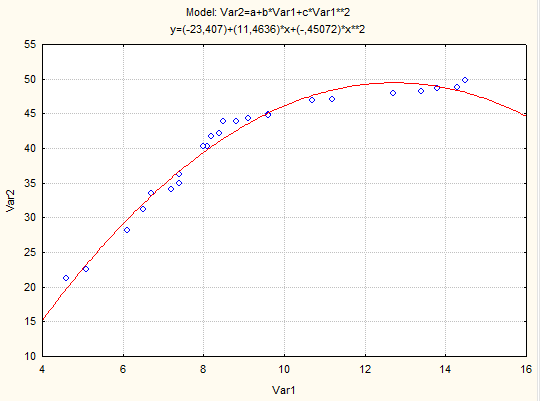 Model: Var2=a+b*Var1+c*Var1**2
y=(-23,407)+(11,4636)*x+(-,45072)*x**2
55
50
45
40
35
30
25
20
15
10
Var2
4 6 8 10 12 14 16
Var1